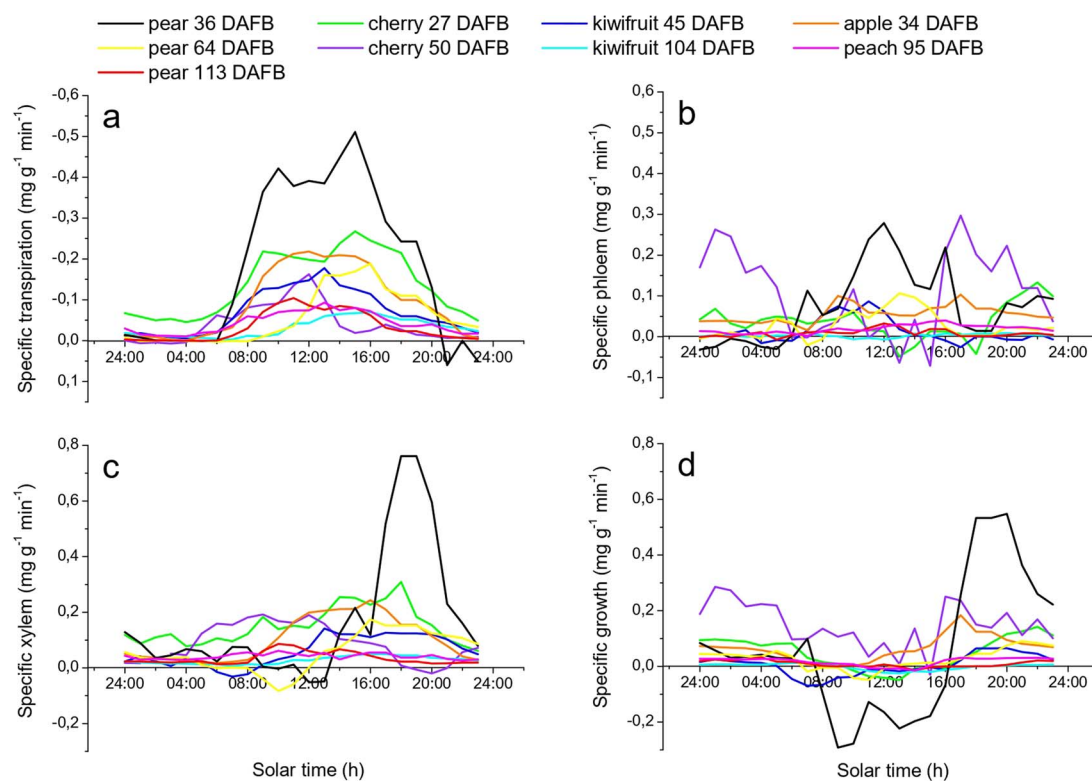 pear 36 DAFB cherry 27 DAFB kiwifruit 45 DAFB apple 34 DAFB
pear 64 DAFB cherry 50 DAFB kiwifruit 104 DAFB peach 95 DAFB
pear 113 DAFB
a
Specific transpiration (mg g⁻¹ min⁻¹)
-0,6
-0,5
-0,4
-0,3
-0,2
-0,1
0,0
0,1
24:00 04:00 08:00 12:00 16:00 20:00 24:00
b
Specific phloem (mg g⁻¹ min⁻¹)
0,6
0,5
0,4
0,3
0,2
0,1
0,0
-0,1
24:00 04:00 08:00 12:00 16:00 20:00 24:00
c
Specific xylem (mg g⁻¹ min⁻¹)
0,8
0,6
0,4
0,2
0,0
-0,2
24:00 04:00 08:00 12:00 16:00 20:00 24:00
Solar time (h)
d
Specific growth (mg g⁻¹ min⁻¹)
0,8
0,6
0,4
0,2
0,0
-0,2
24:00 04:00 08:00 12:00 16:00 20:00 24:00
Solar time (h)